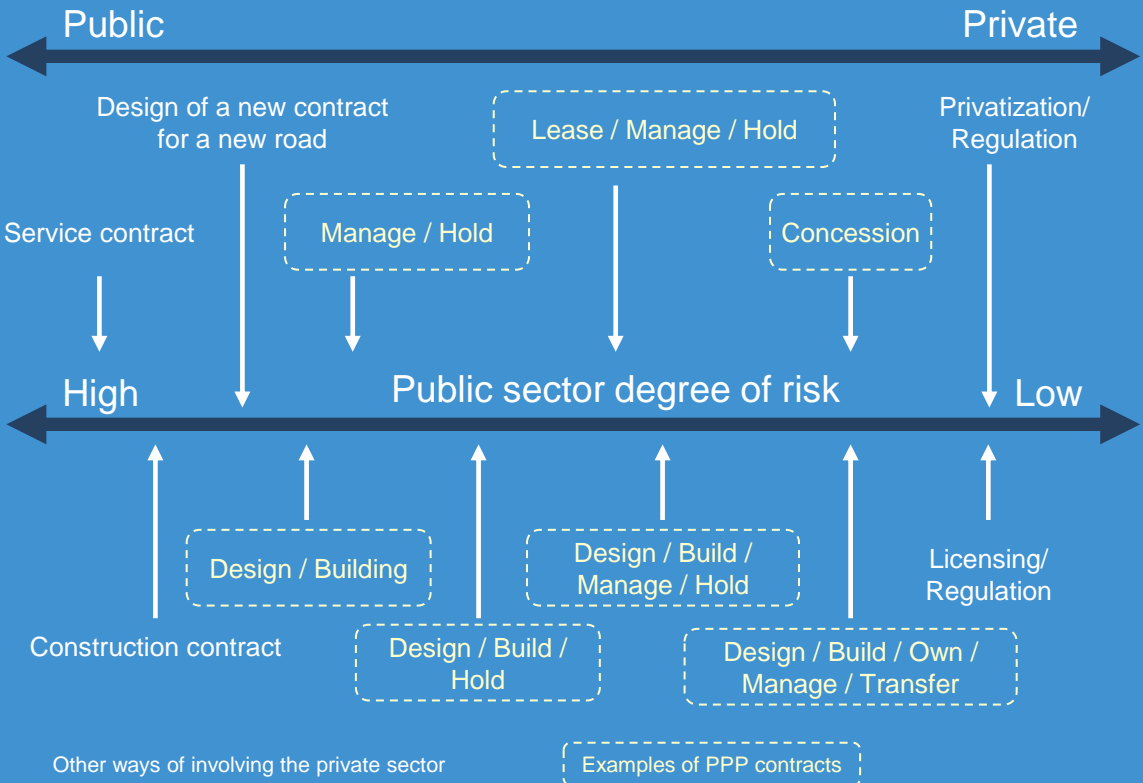 Public
Private
Design of a new contract
for a new road
Lease / Manage / Hold
Privatization/
Regulation
Service contract
Manage / Hold
Concession
High
Public sector degree of risk
Low
Design / Building
Design / Build /
Manage / Hold
Licensing/
Regulation
Construction contract
Design / Build /
Hold
Design / Build / Own /
Manage / Transfer
Other ways of involving the private sector
Examples of PPP contracts